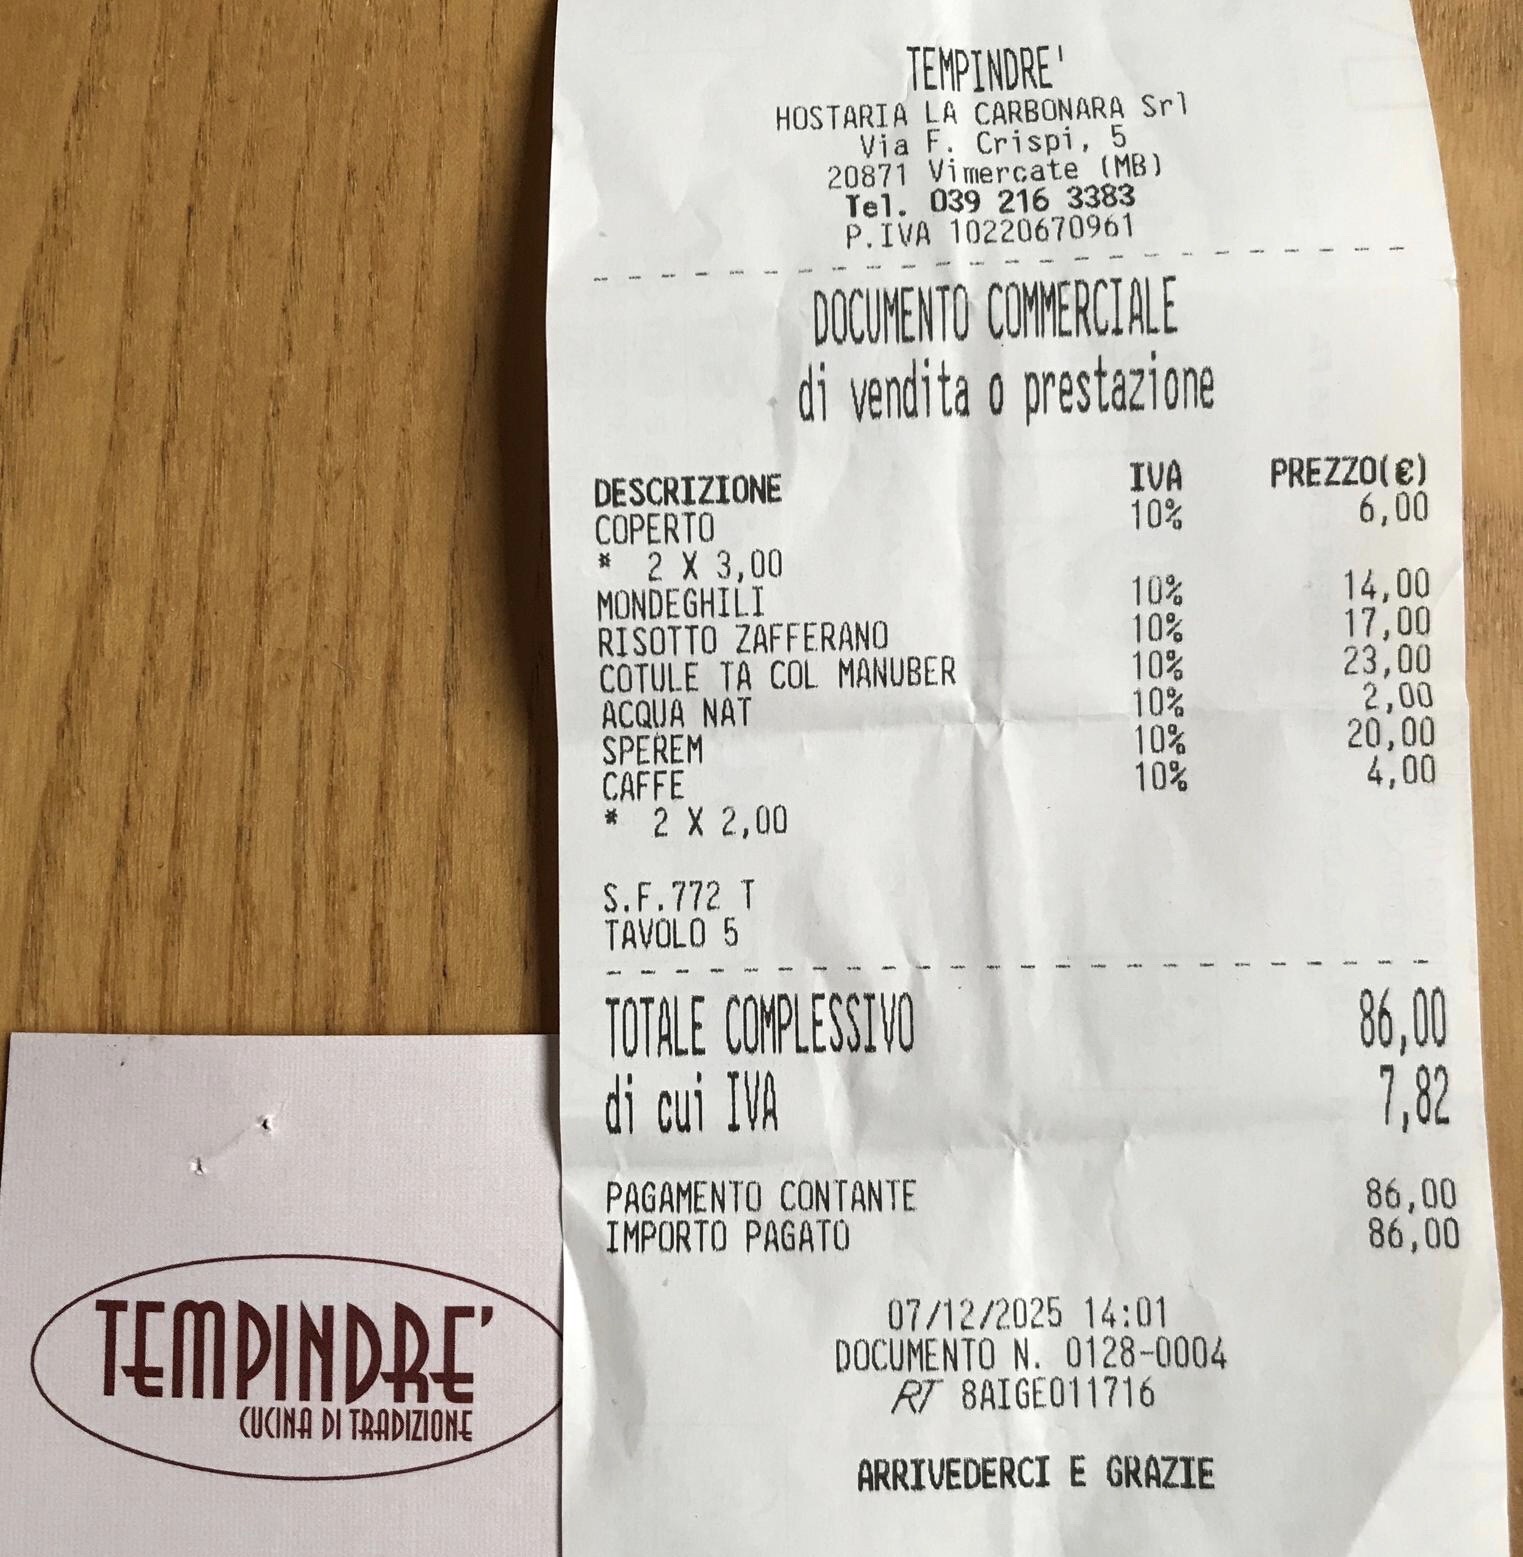 TEMPINDRE'
HOSTARIA LA CARBONARA Srl
Via F. Crispi, 5
20871 Vimercate (MB)
Tel. 039 216 3383
P.IVA 10220670961
DOCUMENTO COMMERCIALE
di vendita o prestazione
DESCRIZIONE IVA PREZZO(€)
COPERTO 10% 6,00
* 2 X 3,00
MONDEGHILI 10% 14,00
RISOTTO ZAFFERANO 10% 17,00
COTULE TA COL MANUBER 10% 23,00
ACQUA NAT 10% 2,00
SPEREM 10% 20,00
CAFFE 10% 4,00
* 2 X 2,00
S.F.772 T
TAVOLO 5
TOTALE COMPLESSIVO 86,00
di cui IVA 7,82
PAGAMENTO CONTANTE 86,00
IMPORTO PAGATO 86,00
07/12/2025 14:01
DOCUMENTO N. 0128-0004
RT 8AIGE011716
ARRIVEDERCI E GRAZIE
TEMPINDRE'
CUCINA DI TRADIZIONE